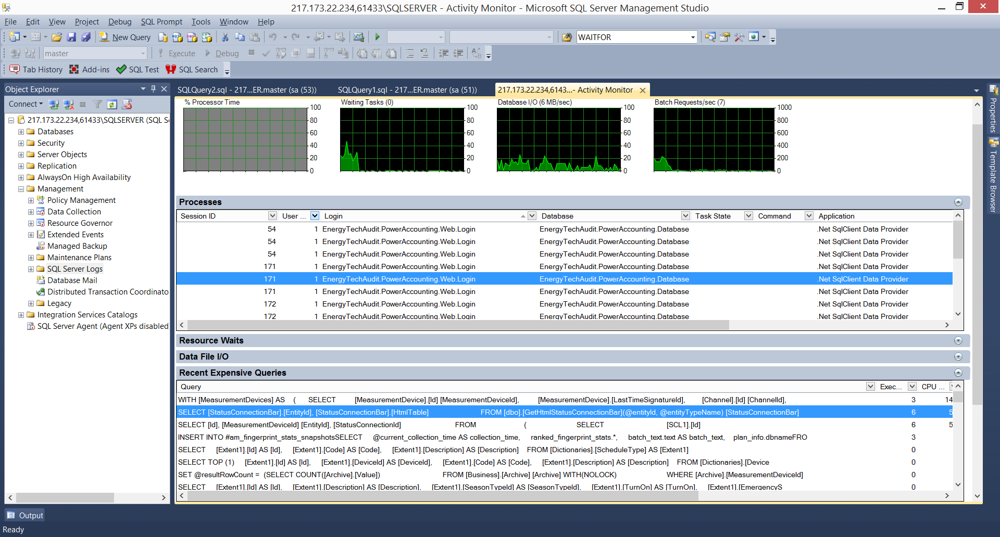 217.173.22.234,61433\SQLSERVER - Activity Monitor - Microsoft SQL Server Management Studio
File Edit View Project Debug SQL Prompt Tools Window Help
New Query WAITFOR
master Execute Debug
Tab History Add-ins SQL Test SQL Search
Object Explorer
Connect
217.173.22.234,61433\SQLSERVER (SQL S
Databases
Security
Server Objects
Replication
AlwaysOn High Availability
Management
Policy Management
Data Collection
Resource Governor
Extended Events
Managed Backup
Maintenance Plans
SQL Server Logs
Database Mail
Distributed Transaction Coordinato
Legacy
Integration Services Catalogs
SQL Server Agent (Agent XPs disabled
SQLQuery2.sql - 217...ER.master (sa (53)) SQLQuery1.sql - 217...ER.master (sa (51)) 217.173.22.234,6143...- Activity Monitor
% Processor Time
100
80
60
40
20
0
Waiting Tasks (0)
100
80
60
40
20
0
Database I/O (6 MB/sec)
100
80
60
40
20
0
Batch Requests/sec (7)
1000
800
600
400
200
0
Processes
Session ID User ... Login Database Task State Command Application
54 1 EnergyTechAudit.PowerAccounting.Web.Login EnergyTechAudit.PowerAccounting.Database .Net SqlClient Data Provider
54 1 EnergyTechAudit.PowerAccounting.Web.Login EnergyTechAudit.PowerAccounting.Database .Net SqlClient Data Provider
54 1 EnergyTechAudit.PowerAccounting.Web.Login EnergyTechAudit.PowerAccounting.Database .Net SqlClient Data Provider
171 1 EnergyTechAudit.PowerAccounting.Web.Login EnergyTechAudit.PowerAccounting.Database .Net SqlClient Data Provider
171 1 EnergyTechAudit.PowerAccounting.Web.Login EnergyTechAudit.PowerAccounting.Database .Net SqlClient Data Provider
171 1 EnergyTechAudit.PowerAccounting.Web.Login EnergyTechAudit.PowerAccounting.Database .Net SqlClient Data Provider
172 1 EnergyTechAudit.PowerAccounting.Web.Login EnergyTechAudit.PowerAccounting.Database .Net SqlClient Data Provider
172 1 EnergyTechAudit.PowerAccounting.Web.Login EnergyTechAudit.PowerAccounting.Database .Net SqlClient Data Provider
Resource Waits
Data File I/O
Recent Expensive Queries
Query Exec... CPU ...
WITH [MeasurementDevices] AS ( SELECT [MeasurementDevice].[Id] [MeasurementDeviceId], [MeasurementDevice].[LastTimeSignatureId], [Channel].[Id] [ChannelId], 3 14
SELECT [StatusConnectionBar].[EntityId], [StatusConnectionBar].[HtmlTable] FROM [dbo].[GetHtmlStatusConnectionBar](@entityId, @entityTypeName) [StatusConnectionBar] 6 5
SELECT [Id], [MeasurementDeviceId] [EntityId], [StatusConnectionId] FROM ( SELECT [SCL1].[Id] 6 5
INSERT INTO #am_fingerprint_stats_snapshotsSELECT @current_collection_time AS collection_time, ranked_fingerprint_stats.*, batch_text.text AS batch_text, plan_info.dbnameFRO 3
SELECT [Extent1].[Id] AS [Id], [Extent1].[Code] AS [Code], [Extent1].[Description] AS [Description] FROM [Dictionaries].[ScheduleType] AS [Extent1] 0
SELECT TOP (1) [Extent1].[Id] AS [Id], [Extent1].[DeviceId] AS [DeviceId], [Extent1].[Code] AS [Code], [Extent1].[Description] AS [Description] FROM [Dictionaries].[Device 0
SET @resultRowCount = (SELECT COUNT([Archive].[Value]) FROM [Business].[Archive] [Archive] WITH(NOLOCK) WHERE [Archive].[MeasurementDeviceId] 0
SELECT [Extent1].[Id] AS [Id], [Extent1].[Description] AS [Description], [Extent1].[SeasonTypeId] AS [SeasonTypeId], [Extent1].[TurnOn] AS [TurnOn], [Extent1].[EmergencyS 0
Properties
Template Browser
Output
Ready